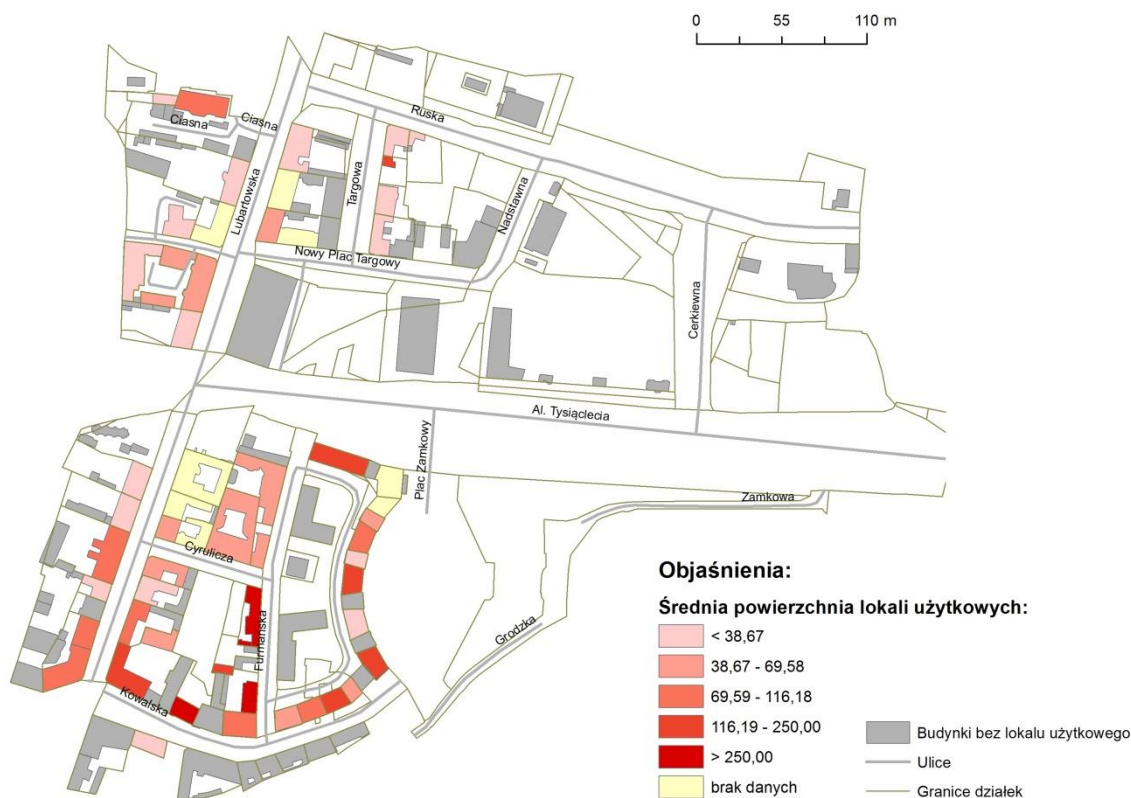 0 55 110 m
Ruska
Ciasna
Ciasna
Targowa
Lubartowska
Nadstawna
Nowy Plac Targowy
Cerkiewna
Al. Tysiąclecia
Plac Zamkowy
Zamkowa
Cyrulicza
Furmańska
Grodzka
Kowalska
Objaśnienia:
Średnia powierzchnia lokali użytkowych:
< 38,67
38,67 - 69,58
69,59 - 116,18
116,19 - 250,00
> 250,00
brak danych
Budynki bez lokalu użytkowego
Ulice
Granice działek